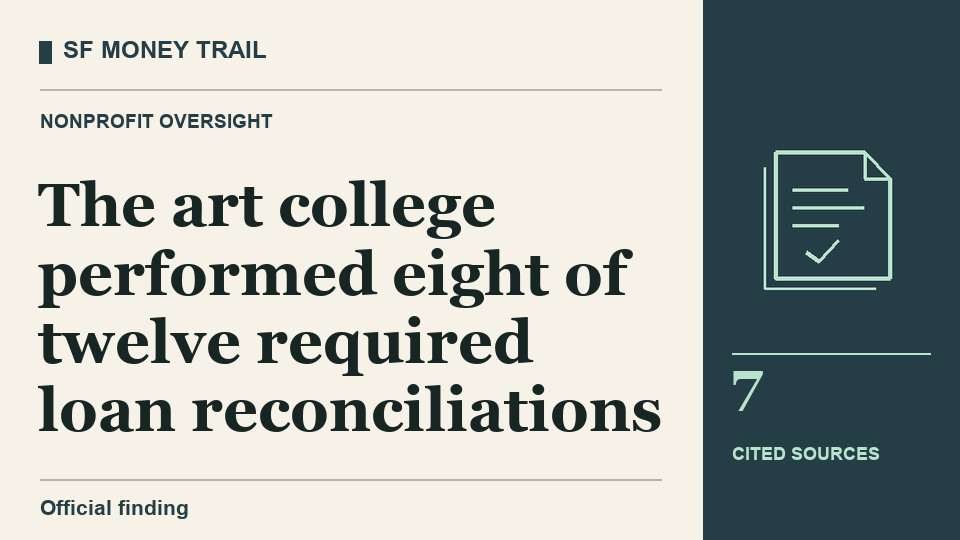 SF MONEY TRAIL
NONPROFIT OVERSIGHT
The art college
performed eight of
twelve required
loan reconciliations
Official finding
7
CITED SOURCES